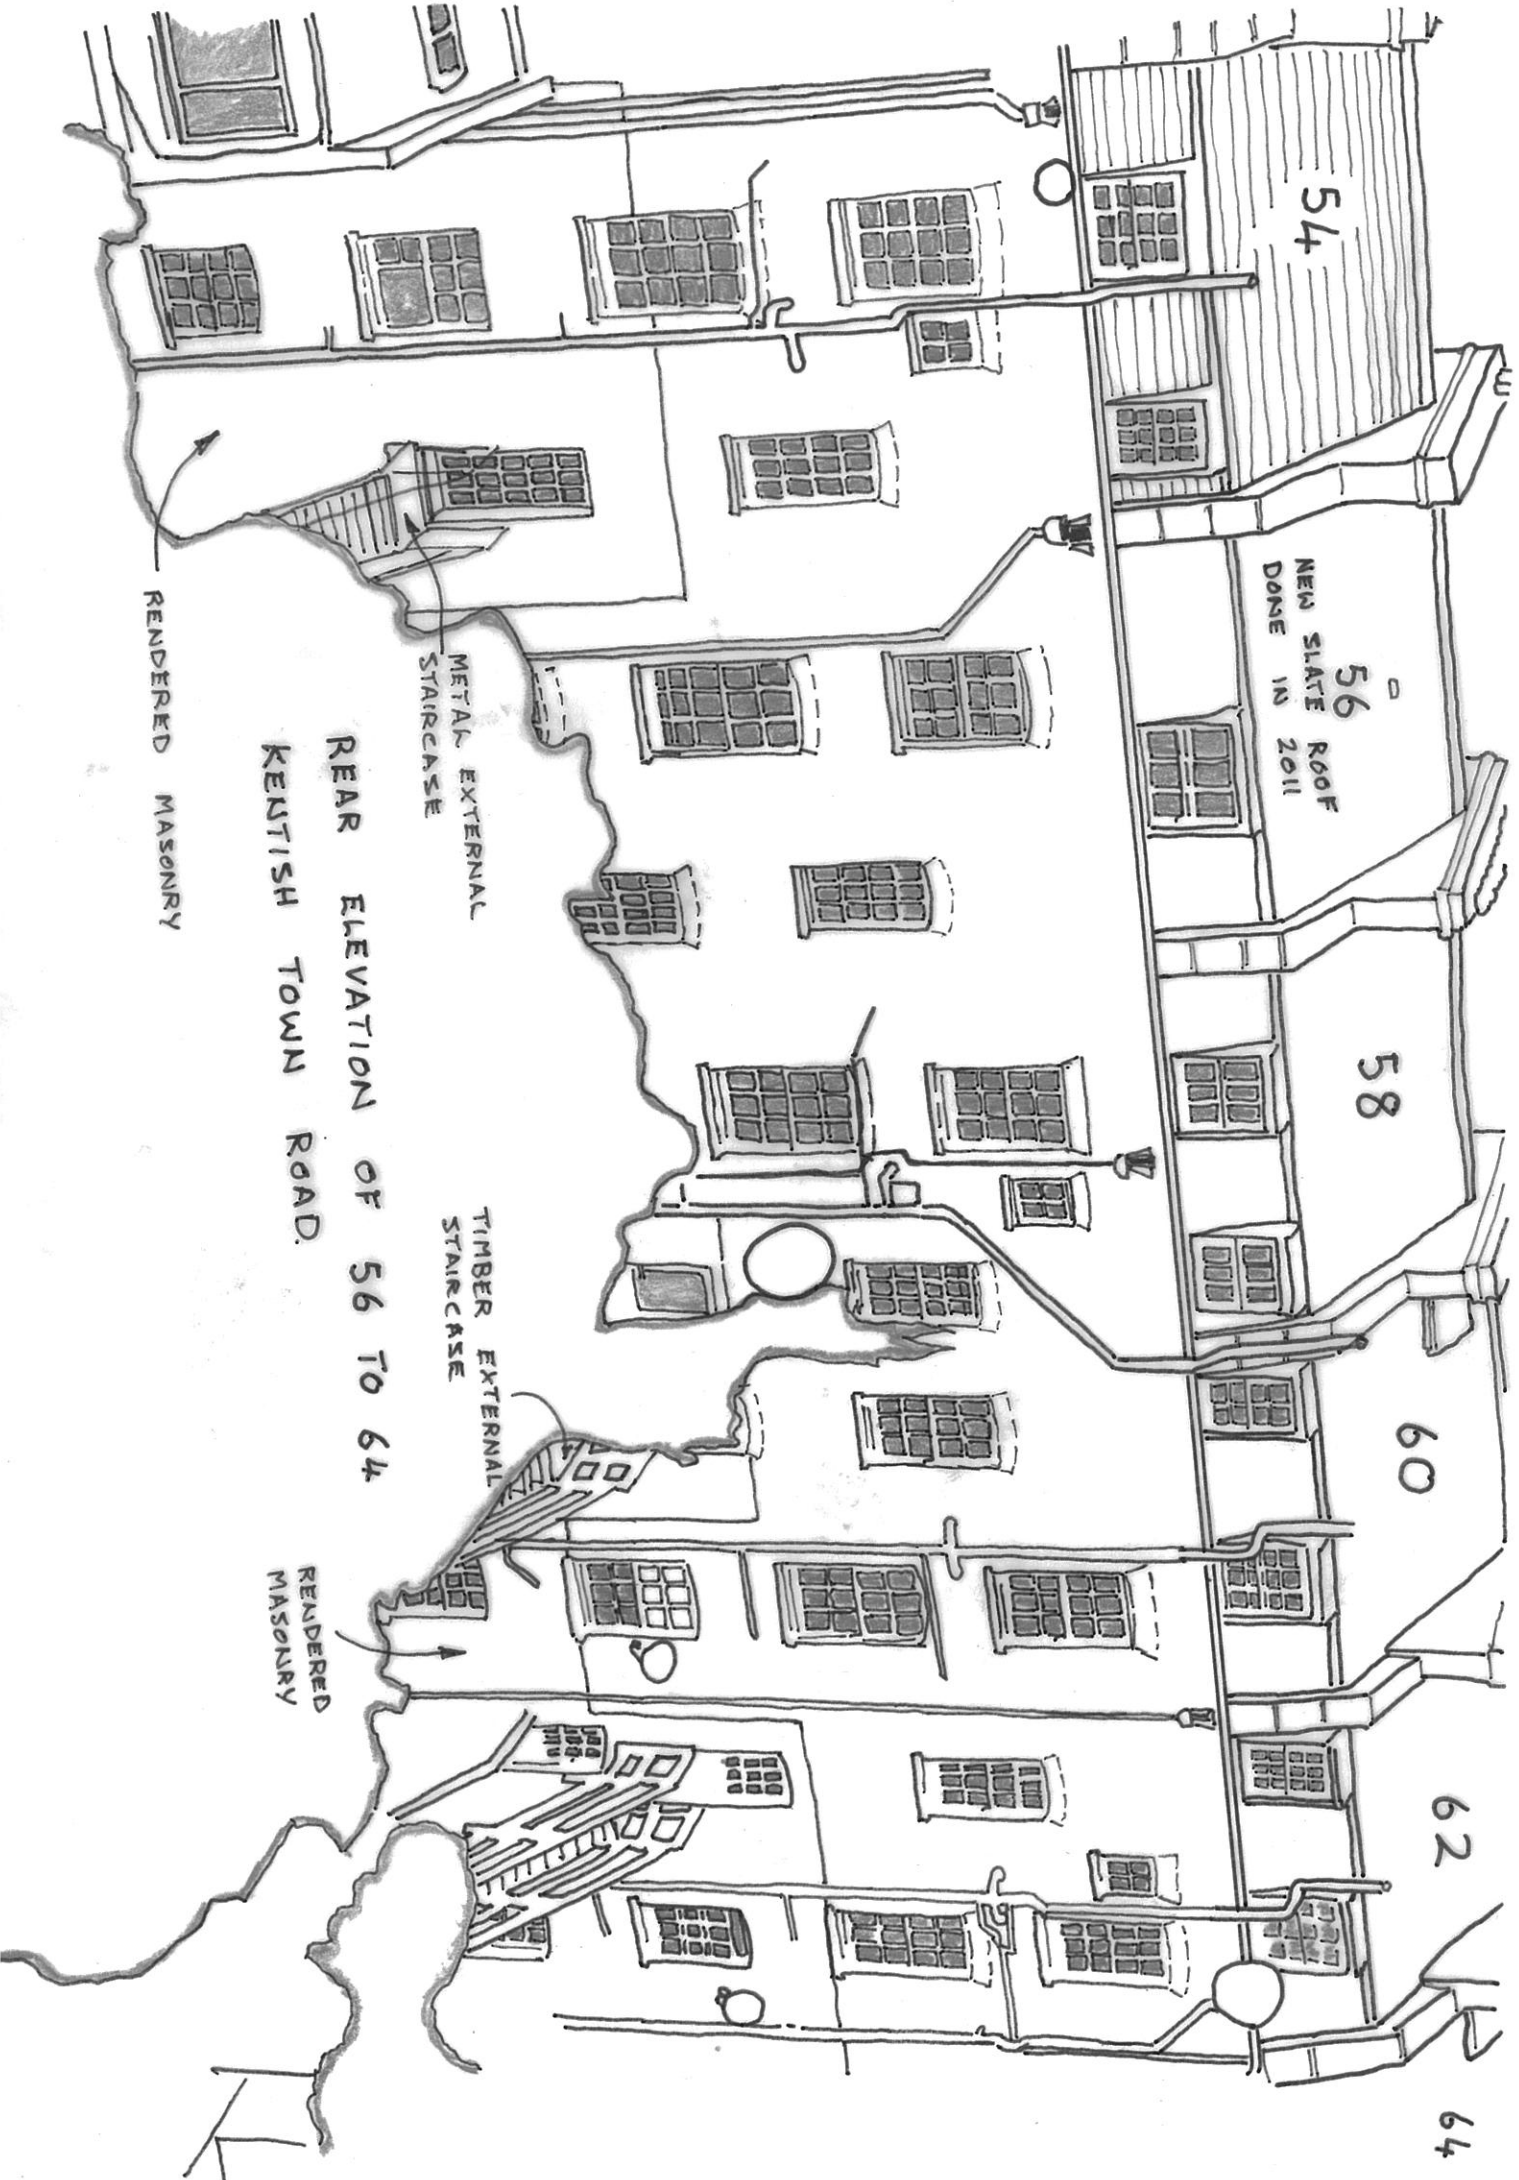 54
56
NEW SLATE ROOF
DONE IN 2011
58
60
62
64
METAL EXTERNAL
STAIRCASE
RENDERED MASONRY
TIMBER EXTERNAL
STAIRCASE
RENDERED
MASONRY
REAR ELEVATION OF 56 TO 64
KENTISH TOWN ROAD.